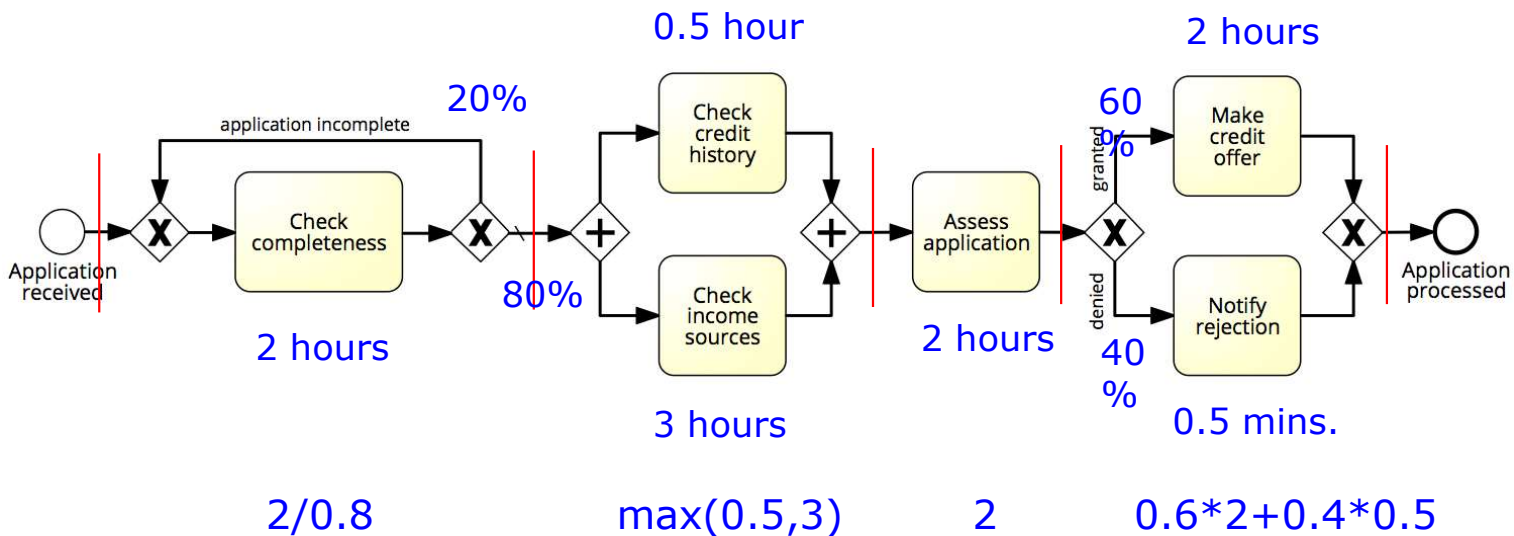 0.5 hour
2 hours
20%
application incomplete
Check
credit
history
60
%
granted
Make
credit
offer
Application
received
Check
completeness
80%
2 hours
Check
income
sources
3 hours
Assess
application
2 hours
denied
40
%
Notify
rejection
0.5 mins.
Application
processed
2/0.8
max(0.5,3)
2
0.6*2+0.4*0.5